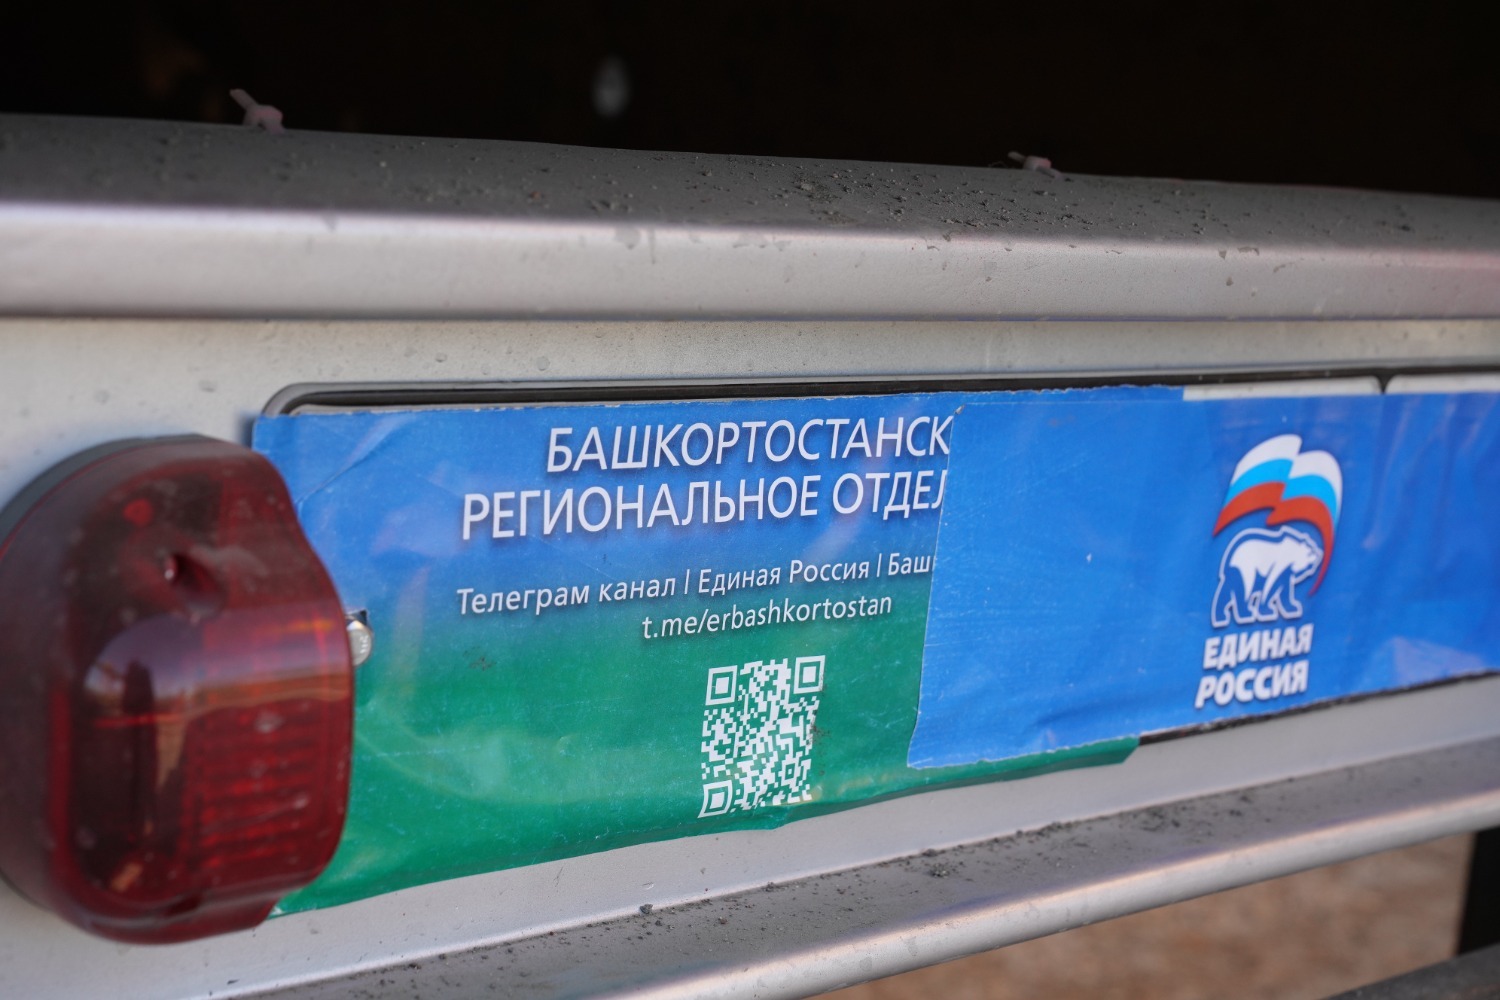 БАШКОРТОСТАНСК
РЕГИОНАЛЬНОЕ ОТДЕЛ
Телеграм канал | Единая Россия | Баш
t.me/erbashkortostan
ЕДИНАЯ
РОССИЯ